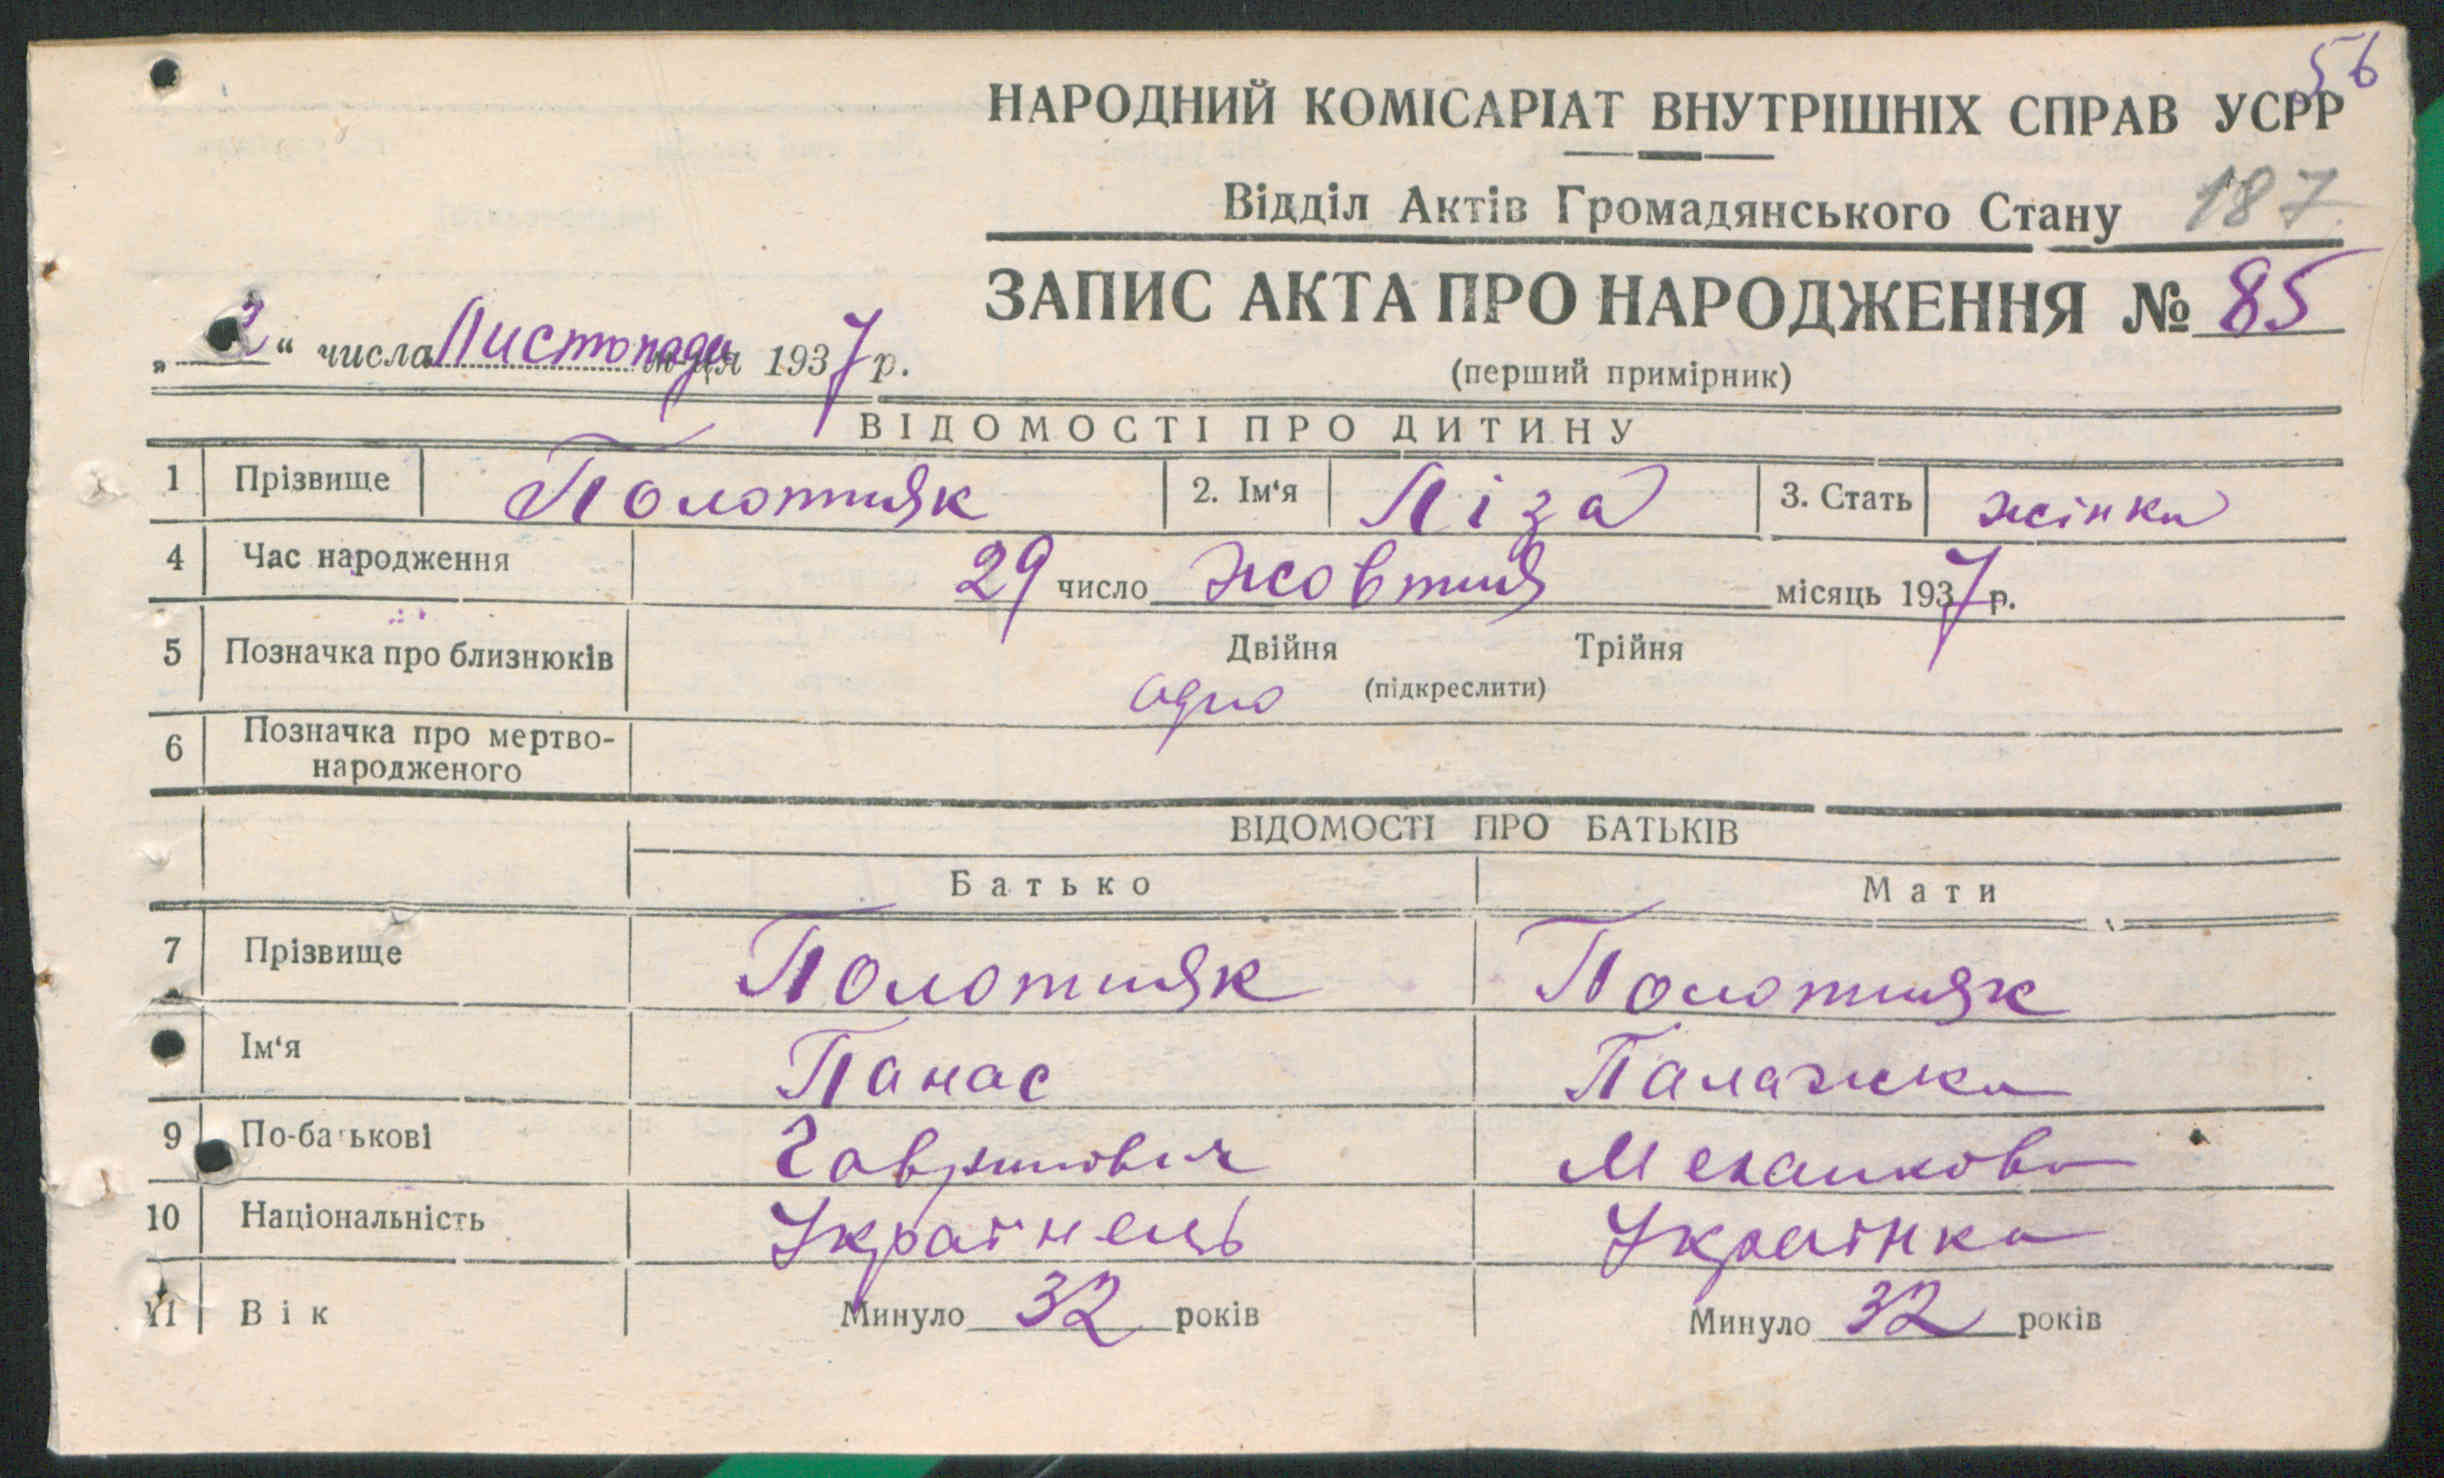 56
НАРОДНИЙ КОМІСАРІАТ ВНУТРІШНІХ СПРАВ УСРР
Відділ Актів Громадянського Стану 187
ЗАПИС АКТА ПРО НАРОДЖЕННЯ № 85
„2“ числа Листопада м-ця 1937 р.
(перший примірник)
ВІДОМОСТІ ПРО ДИТИНУ
1 Прізвище Полотняк 2. Ім‘я Ліза 3. Стать жінка
4 Час народження 29 число жовтня місяць 1937 р.
5 Позначка про близнюків Двійня Трійня
одно (підкреслити)
6 Позначка про мертво-
народженого
ВІДОМОСТІ ПРО БАТЬКІВ
Батько Мати
7 Прізвище Полотняк Полотняк
Ім‘я Панас Палажка
9 По-батькові Гаврилович
10 Національність Українець Українка
11 Вік Минуло 32 років Минуло 32 років